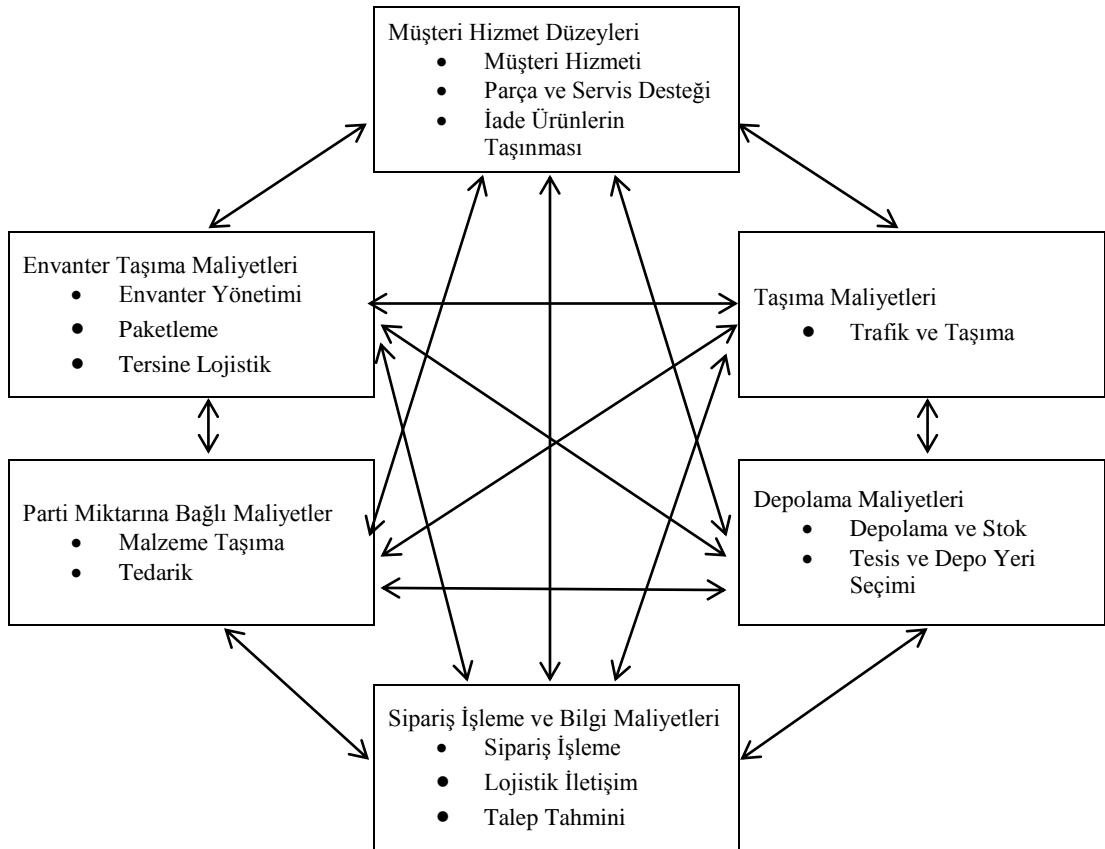 Müşteri Hizmet Düzeyleri
• Müşteri Hizmeti
• Parça ve Servis Desteği
• İade Ürünlerin
Taşınması
Envanter Taşıma Maliyetleri
• Envanter Yönetimi
• Paketleme
• Tersine Lojistik
Taşıma Maliyetleri
• Trafik ve Taşıma
Parti Miktarına Bağlı Maliyetler
• Malzeme Taşıma
• Tedarik
Depolama Maliyetleri
• Depolama ve Stok
• Tesis ve Depo Yeri
Seçimi
Sipariş İşleme ve Bilgi Maliyetleri
• Sipariş İşleme
• Lojistik İletişim
• Talep Tahmini